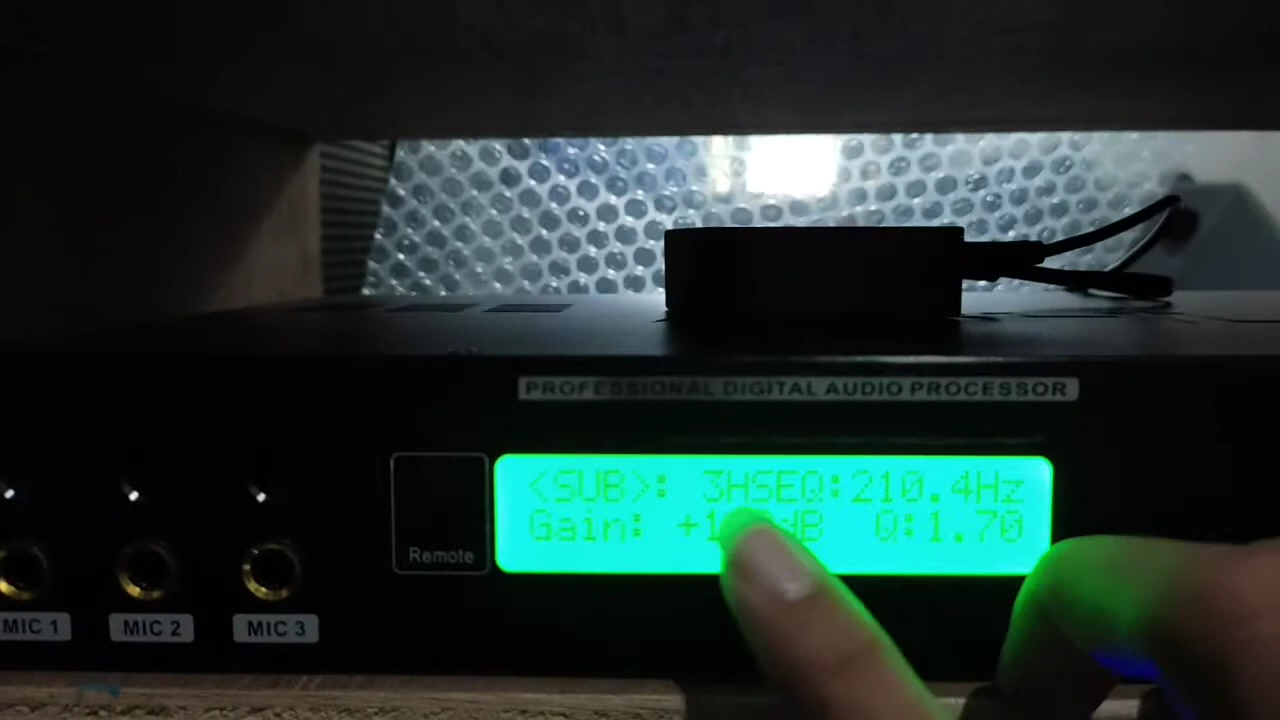 PROFESSIONAL DIGITAL AUDIO PROCESSOR
<SUB>: 3HSEQ:210.4Hz
Gain: dB Q:1.70
Remote
MIC 1
MIC 2
MIC 3